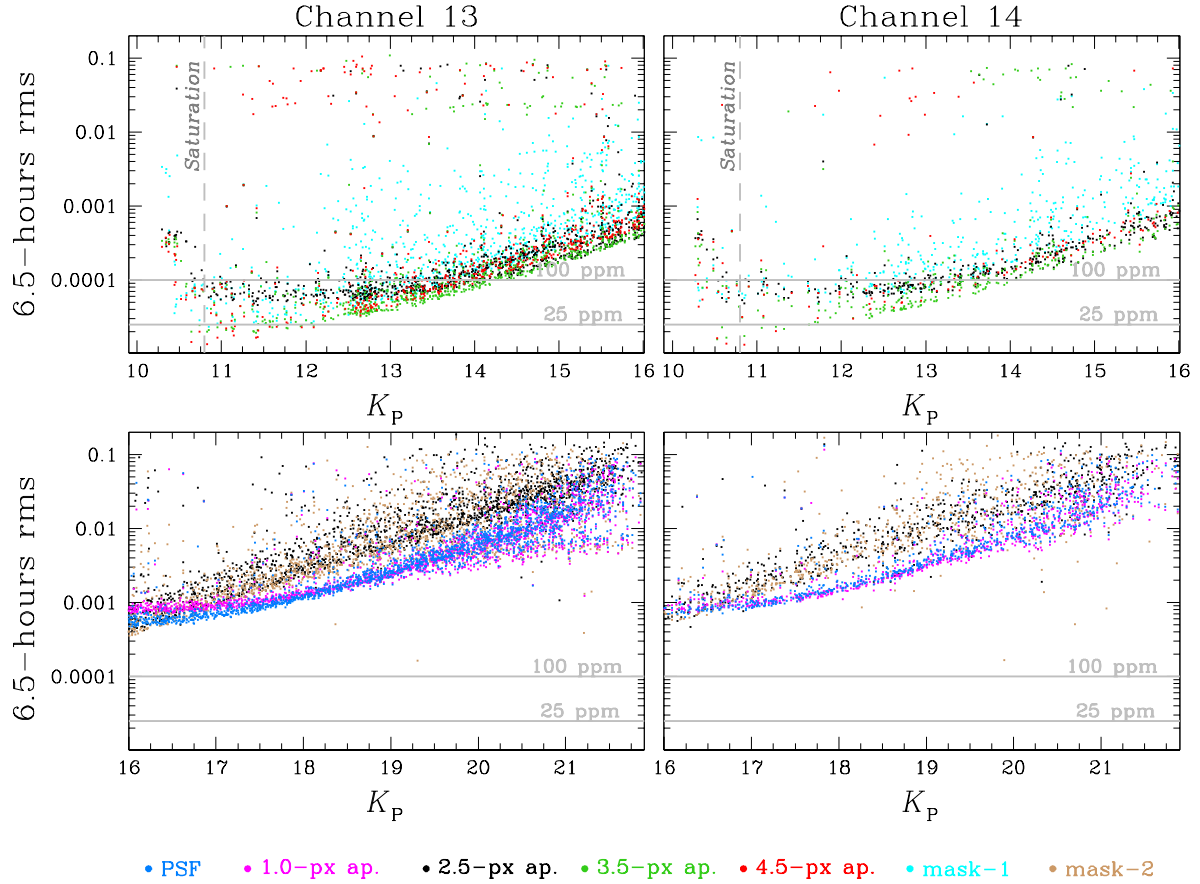 Channel 13
Channel 14
6.5-hours rms
0.1
0.01
0.001
0.0001
Saturation
100 ppm
25 ppm
10 11 12 13 14 15 16
K_P
Saturation
100 ppm
25 ppm
10 11 12 13 14 15 16
K_P
6.5-hours rms
0.1
0.01
0.001
0.0001
100 ppm
25 ppm
16 17 18 19 20 21
K_P
100 ppm
25 ppm
16 17 18 19 20 21
K_P
PSF 1.0-px ap. 2.5-px ap. 3.5-px ap. 4.5-px ap. mask-1 mask-2